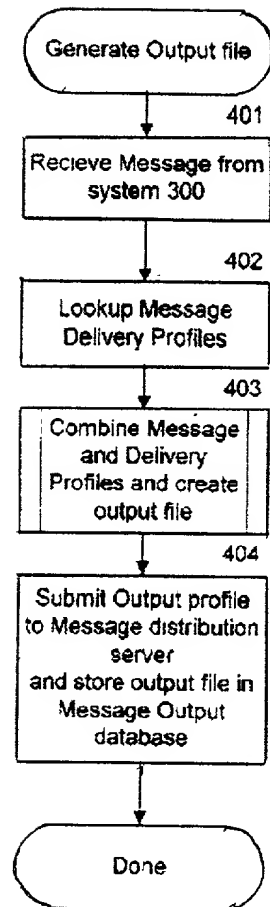 Generate Output file
401
Recieve Message from
system 300
402
Lookup Message
Delivery Profiles
403
Combine Message
and Delivery
Profiles and create
output file
404
Submit Output profile
to Message distribution
server
and store output file in
Message Output
database
Done